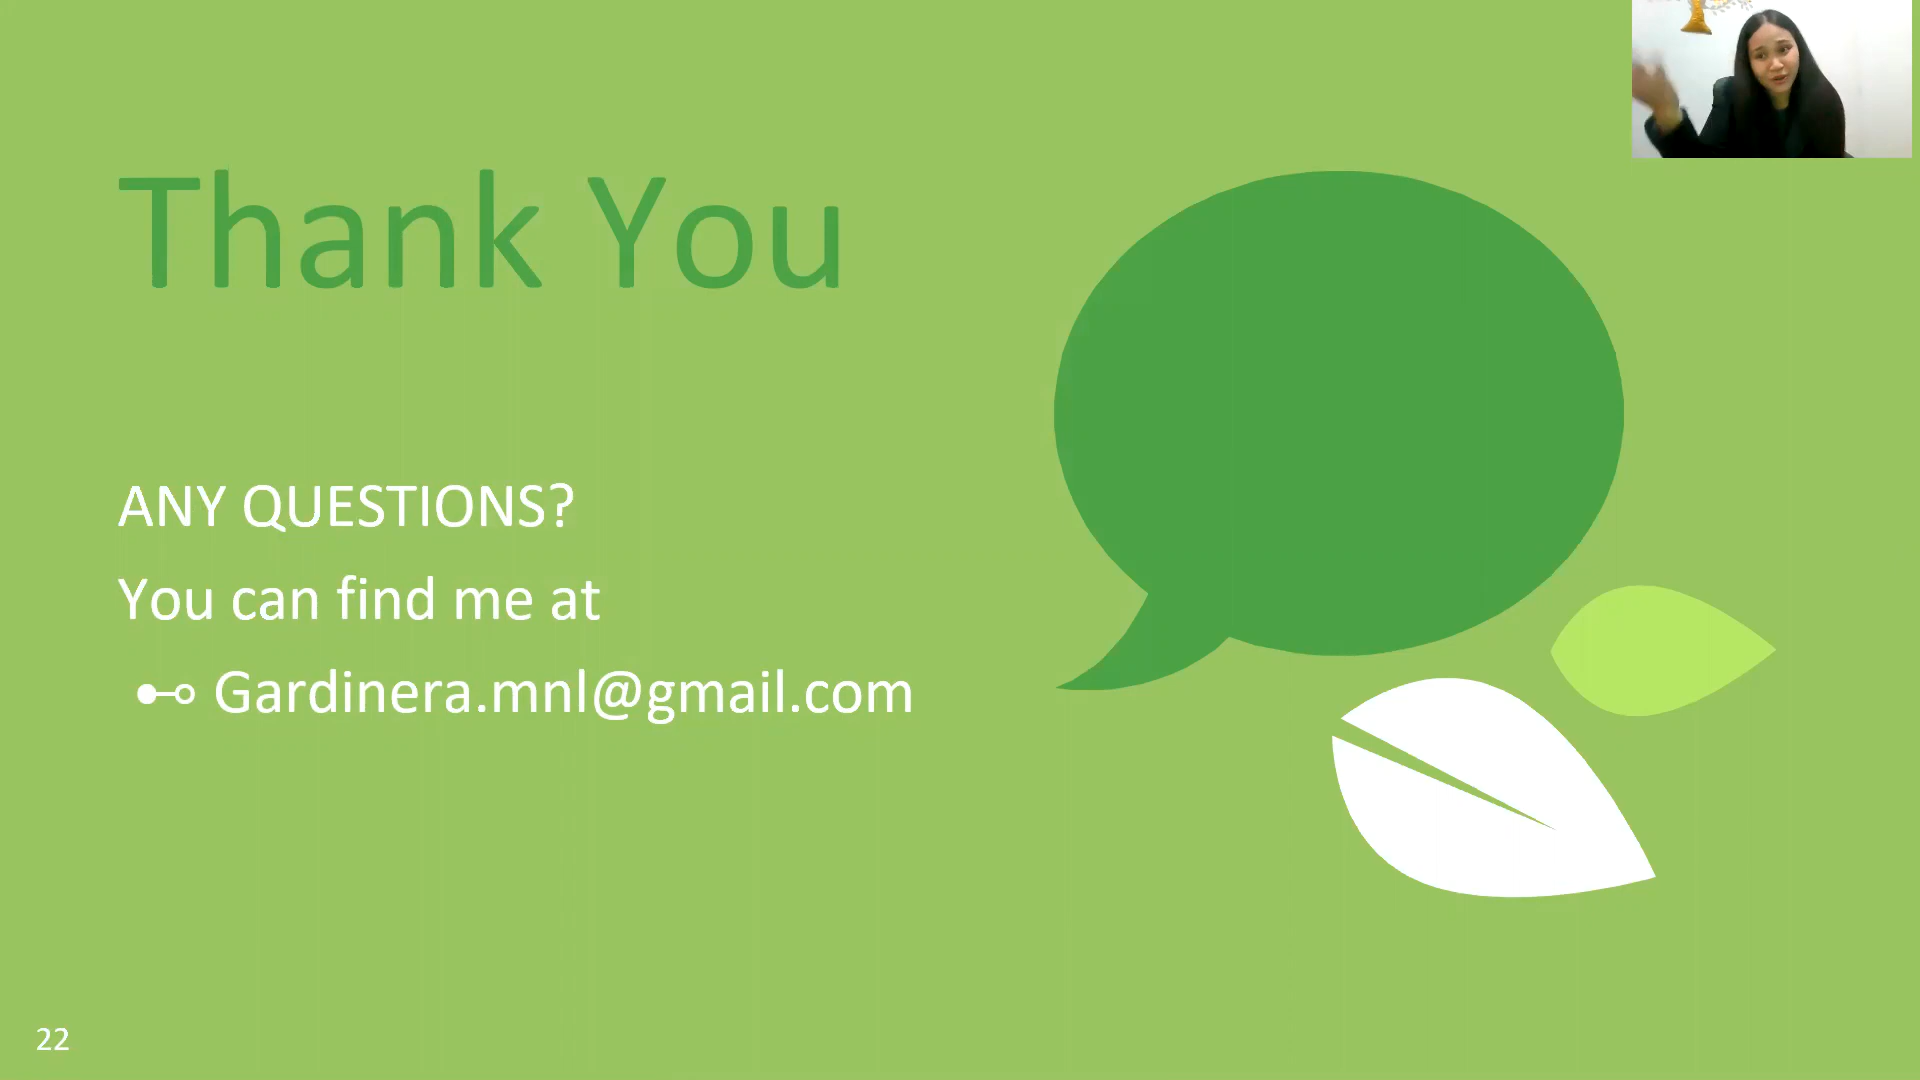 Thank You
ANY QUESTIONS?
You can find me at
Gardinera.mnl@gmail.com
22